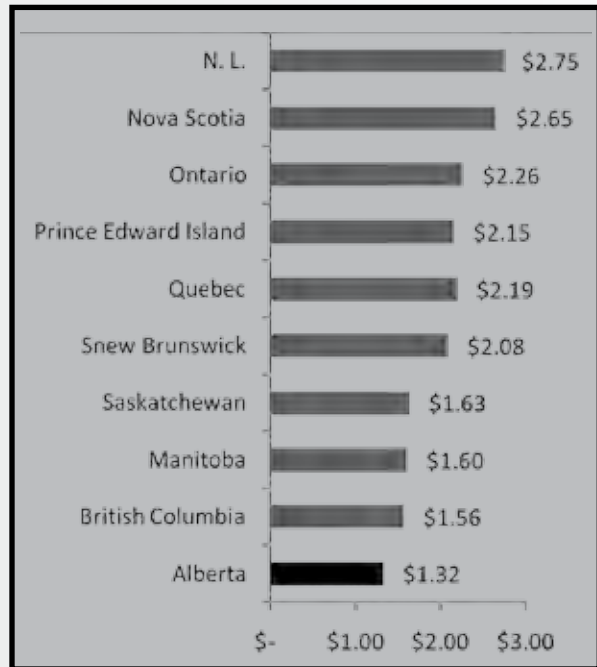 N. L. $2.75
Nova Scotia $2.65
Ontario $2.26
Prince Edward Island $2.15
Quebec $2.19
Snew Brunswick $2.08
Saskatchewan $1.63
Manitoba $1.60
British Columbia $1.56
Alberta $1.32
$- $1.00 $2.00 $3.00